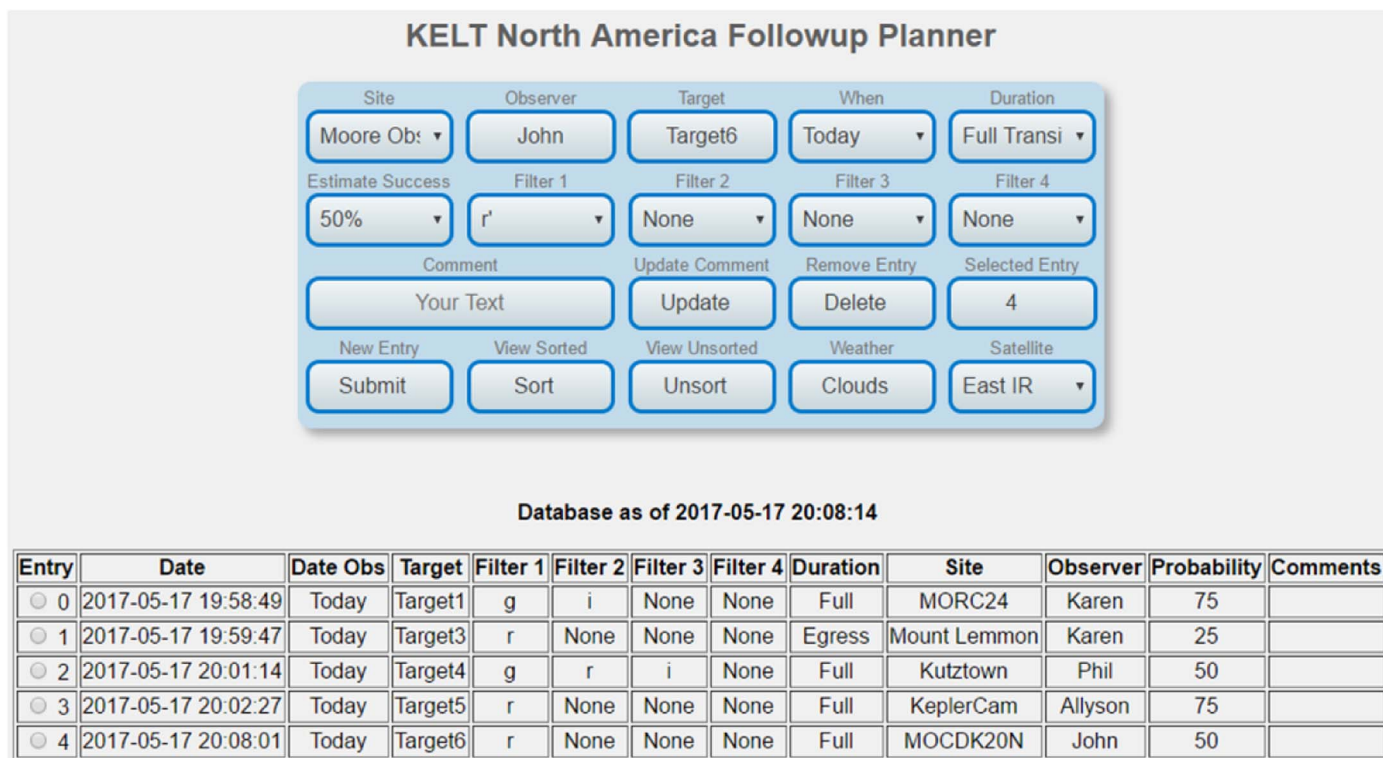 KELT North America Followup Planner
Site Observer Target When Duration
Moore Obs John Target6 Today Full Transi
Estimate Success Filter 1 Filter 2 Filter 3 Filter 4
50% r' None None None
Comment Update Comment Remove Entry Selected Entry
Your Text Update Delete 4
New Entry View Sorted View Unsorted Weather Satellite
Submit Sort Unsort Clouds East IR
Database as of 2017-05-17 20:08:14
Entry Date Date Obs Target Filter 1 Filter 2 Filter 3 Filter 4 Duration Site Observer Probability Comments
0 2017-05-17 19:58:49 Today Target1 g i None None Full MORC24 Karen 75
1 2017-05-17 19:59:47 Today Target3 r None None None Egress Mount Lemmon Karen 25
2 2017-05-17 20:01:14 Today Target4 g r i None Full Kutztown Phil 50
3 2017-05-17 20:02:27 Today Target5 r None None None Full KeplerCam Allyson 75
4 2017-05-17 20:08:01 Today Target6 r None None None Full MOCDK20N John 50